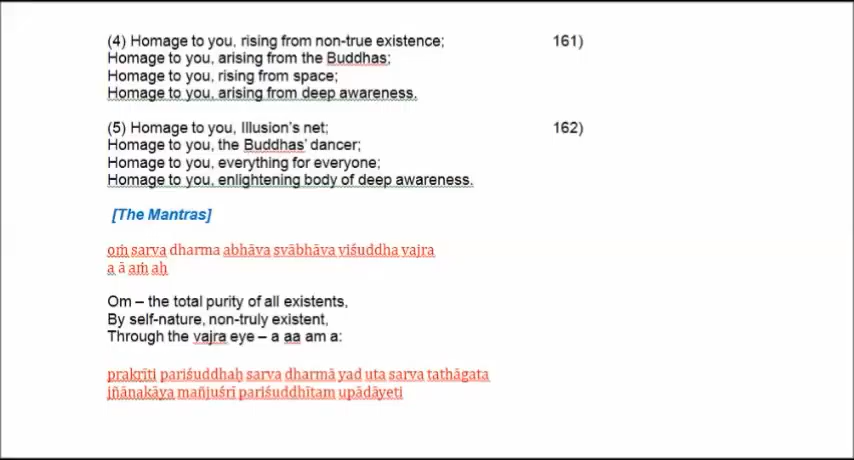 (4) Homage to you, rising from non-true existence; 161)
Homage to you, arising from the Buddhas;
Homage to you, rising from space;
Homage to you, arising from deep awareness.
(5) Homage to you, Illusion's net; 162)
Homage to you, the Buddhas' dancer;
Homage to you, everything for everyone;
Homage to you, enlightening body of deep awareness.
[The Mantras]
oṁ sarva dharma abhāva svābhāva viśuddha vajra
a ā aṁ aḥ
Om – the total purity of all existents,
By self-nature, non-truly existent,
Through the vajra eye – a aa am a:
prakṛīti pariśuddhaḥ sarva dharmā yad uta sarva tathāgata
jñānakāya mañjuśrī pariśuddhītam upādāyeti